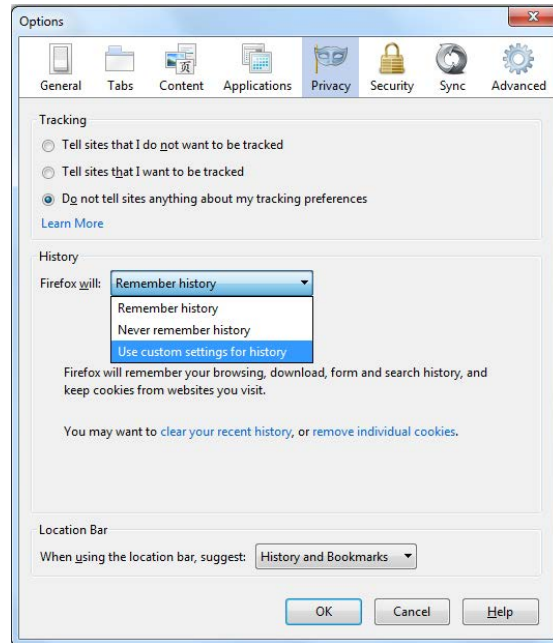 Options
General Tabs Content Applications Privacy Security Sync Advanced
Tracking
Tell sites that I do not want to be tracked
Tell sites that I want to be tracked
Do not tell sites anything about my tracking preferences
Learn More
History
Firefox will: Remember history
Remember history
Never remember history
Use custom settings for history
Firefox will remember your browsing, download, form and search history, and
keep cookies from websites you visit.
You may want to clear your recent history, or remove individual cookies.
Location Bar
When using the location bar, suggest: History and Bookmarks
OK Cancel Help